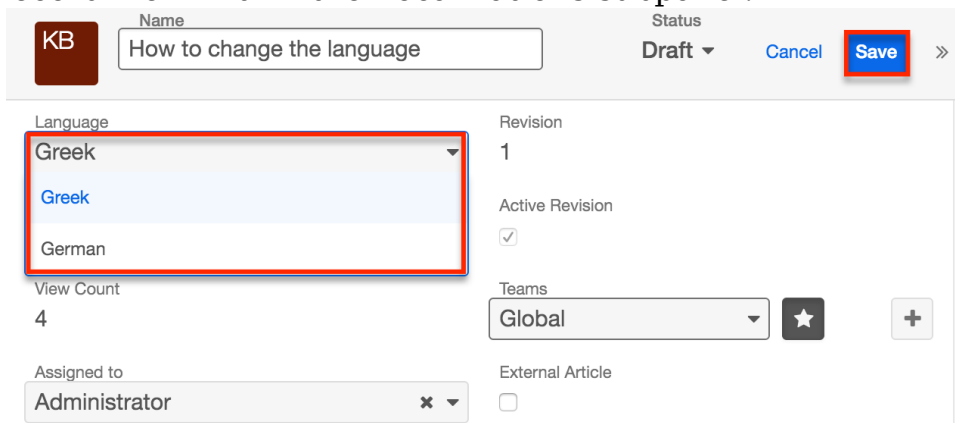 KB
Name
How to change the language
Status
Draft
Cancel
Save
»
Language
Greek
Greek
German
Revision
1
Active Revision
View Count
4
Teams
Global
Assigned to
Administrator
External Article